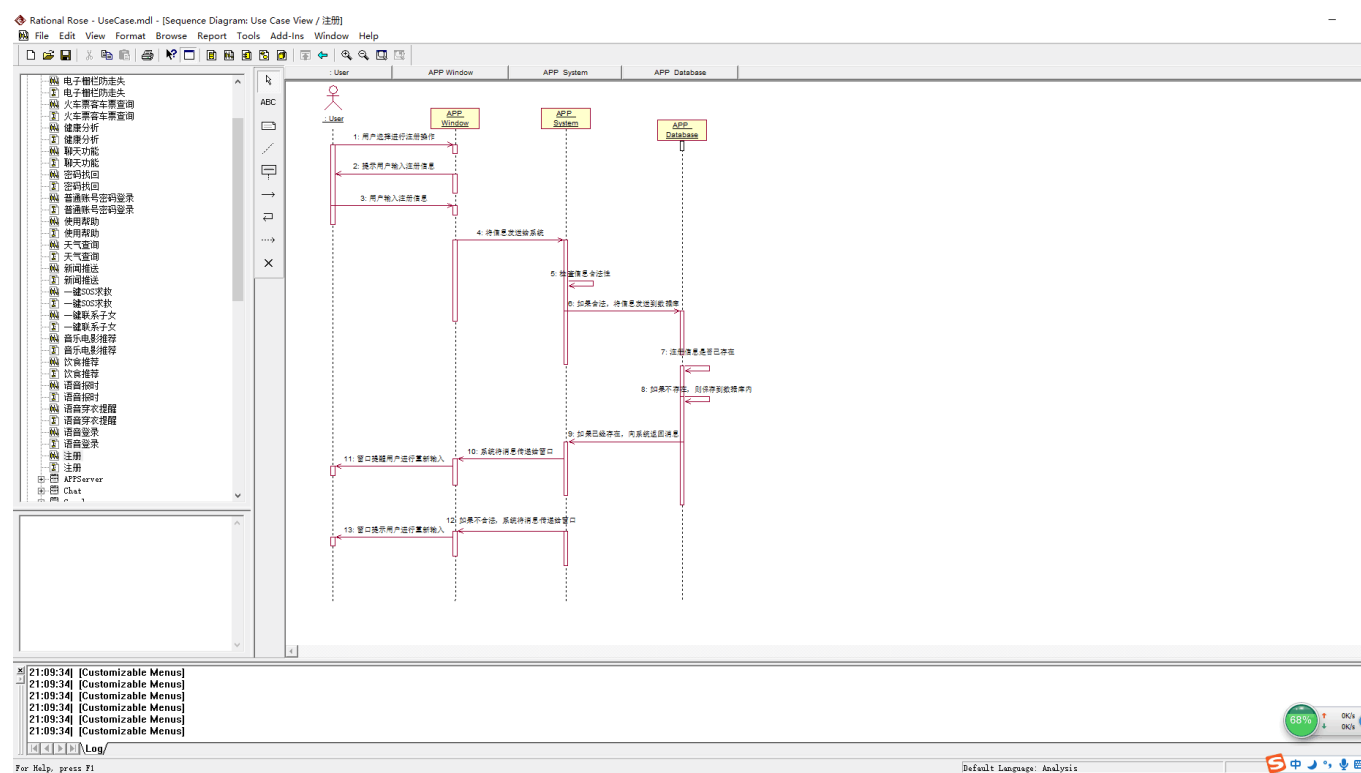 Rational Rose - UseCase.mdl - [Sequence Diagram: Use Case View / 注册]
File Edit View Format Browse Report Tools Add-Ins Window Help
: User APP Window APP System APP Database
电子栅栏防走失
电子栅栏防走失
火车票客车票查询
火车票客车票查询
健康分析
健康分析
聊天功能
聊天功能
密码找回
密码找回
普通账号密码登录
普通账号密码登录
使用帮助
使用帮助
天气查询
天气查询
新闻推送
新闻推送
一键SOS求救
一键SOS求救
一键联系子女
一键联系子女
音乐电影推荐
音乐电影推荐
饮食推荐
饮食推荐
语音报时
语音报时
语音穿衣提醒
语音穿衣提醒
语音登录
语音登录
注册
注册
APPServer
Chat
ABC
: User
APP
Window
APP
System
APP
Database
1: 用户选择进行注册操作
2: 提示用户输入注册信息
3: 用户输入注册信息
4: 将信息发送给系统
5: 检查信息合法性
6: 如果合法，将信息发送到数据库
7: 注册信息是否已存在
8: 如果不存在，则保存到数据库内
9: 如果已经存在，向系统返回消息
10: 系统将消息传递给窗口
11: 窗口提醒用户进行重新输入
12: 如果不合法，系统将消息传递给窗口
13: 窗口提示用户进行重新输入
21:09:34| [Customizable Menus]
21:09:34| [Customizable Menus]
21:09:34| [Customizable Menus]
21:09:34| [Customizable Menus]
21:09:34| [Customizable Menus]
21:09:34| [Customizable Menus]
Log
68% 0K/s
0K/s
For Help, press F1
Default Language: Analysis
中